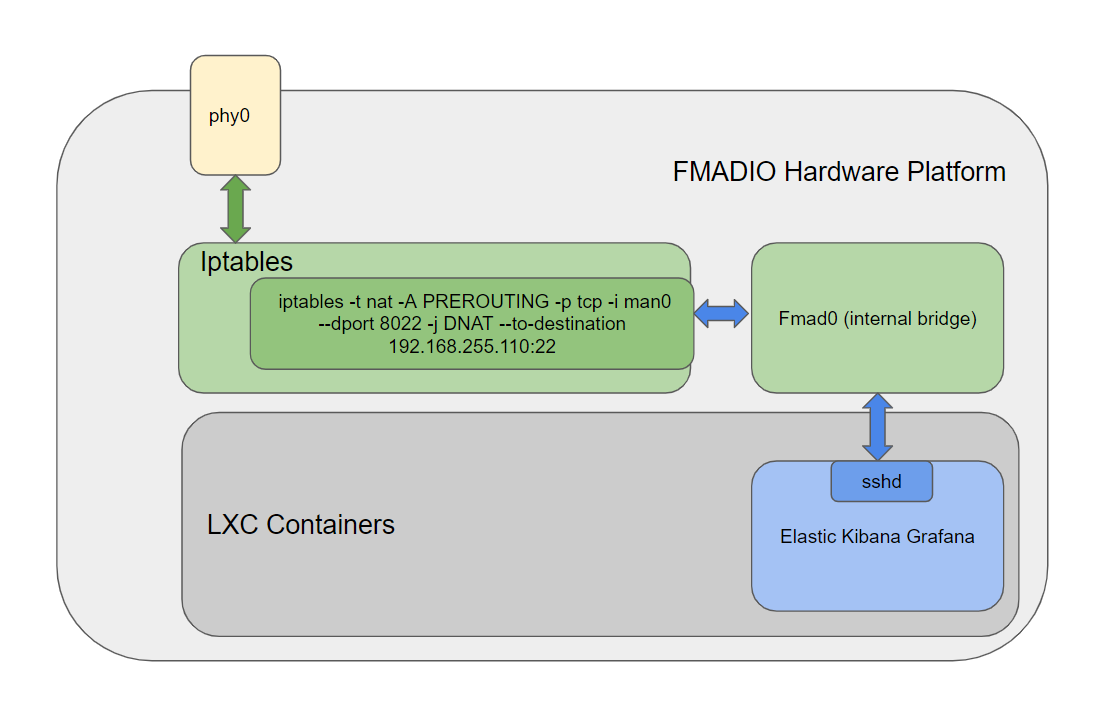 phy0
FMADIO Hardware Platform
Iptables
iptables -t nat -A PREROUTING -p tcp -i man0
--dport 8022 -j DNAT --to-destination
192.168.255.110:22
Fmad0 (internal bridge)
sshd
LXC Containers
Elastic Kibana Grafana